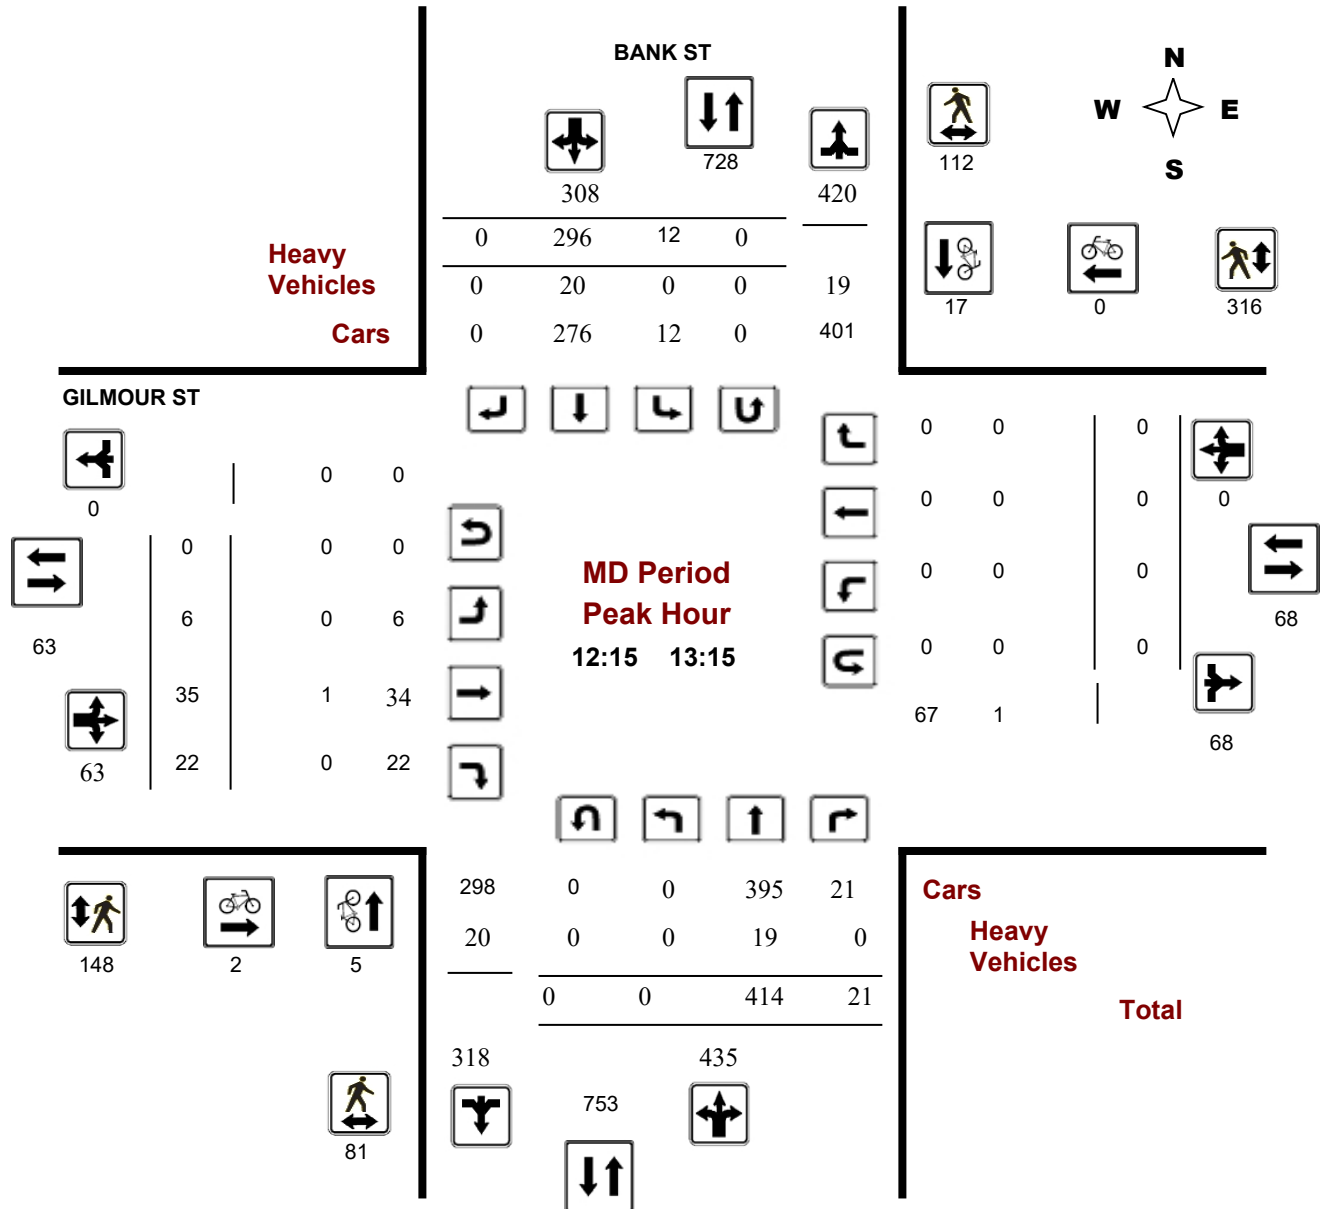 BANK ST
N
W E
S
728
112
308
420
0 296 12 0
Heavy
Vehicles
0 20 0 0 19
Cars
0 276 12 0 401
17 0 316
GILMOUR ST
0 0 0
0 0
0
0 0 0 0
0 0 0
MD Period
Peak Hour
12:15 13:15
0 0 0
6 0 6
68
63
0 0 0
35 1 34
67 1
68
63
22 0 22
298 0 0 395 21
Cars
20 0 0 19 0
Heavy
Vehicles
148 2 5
0 0 414 21
Total
318 435
753
81